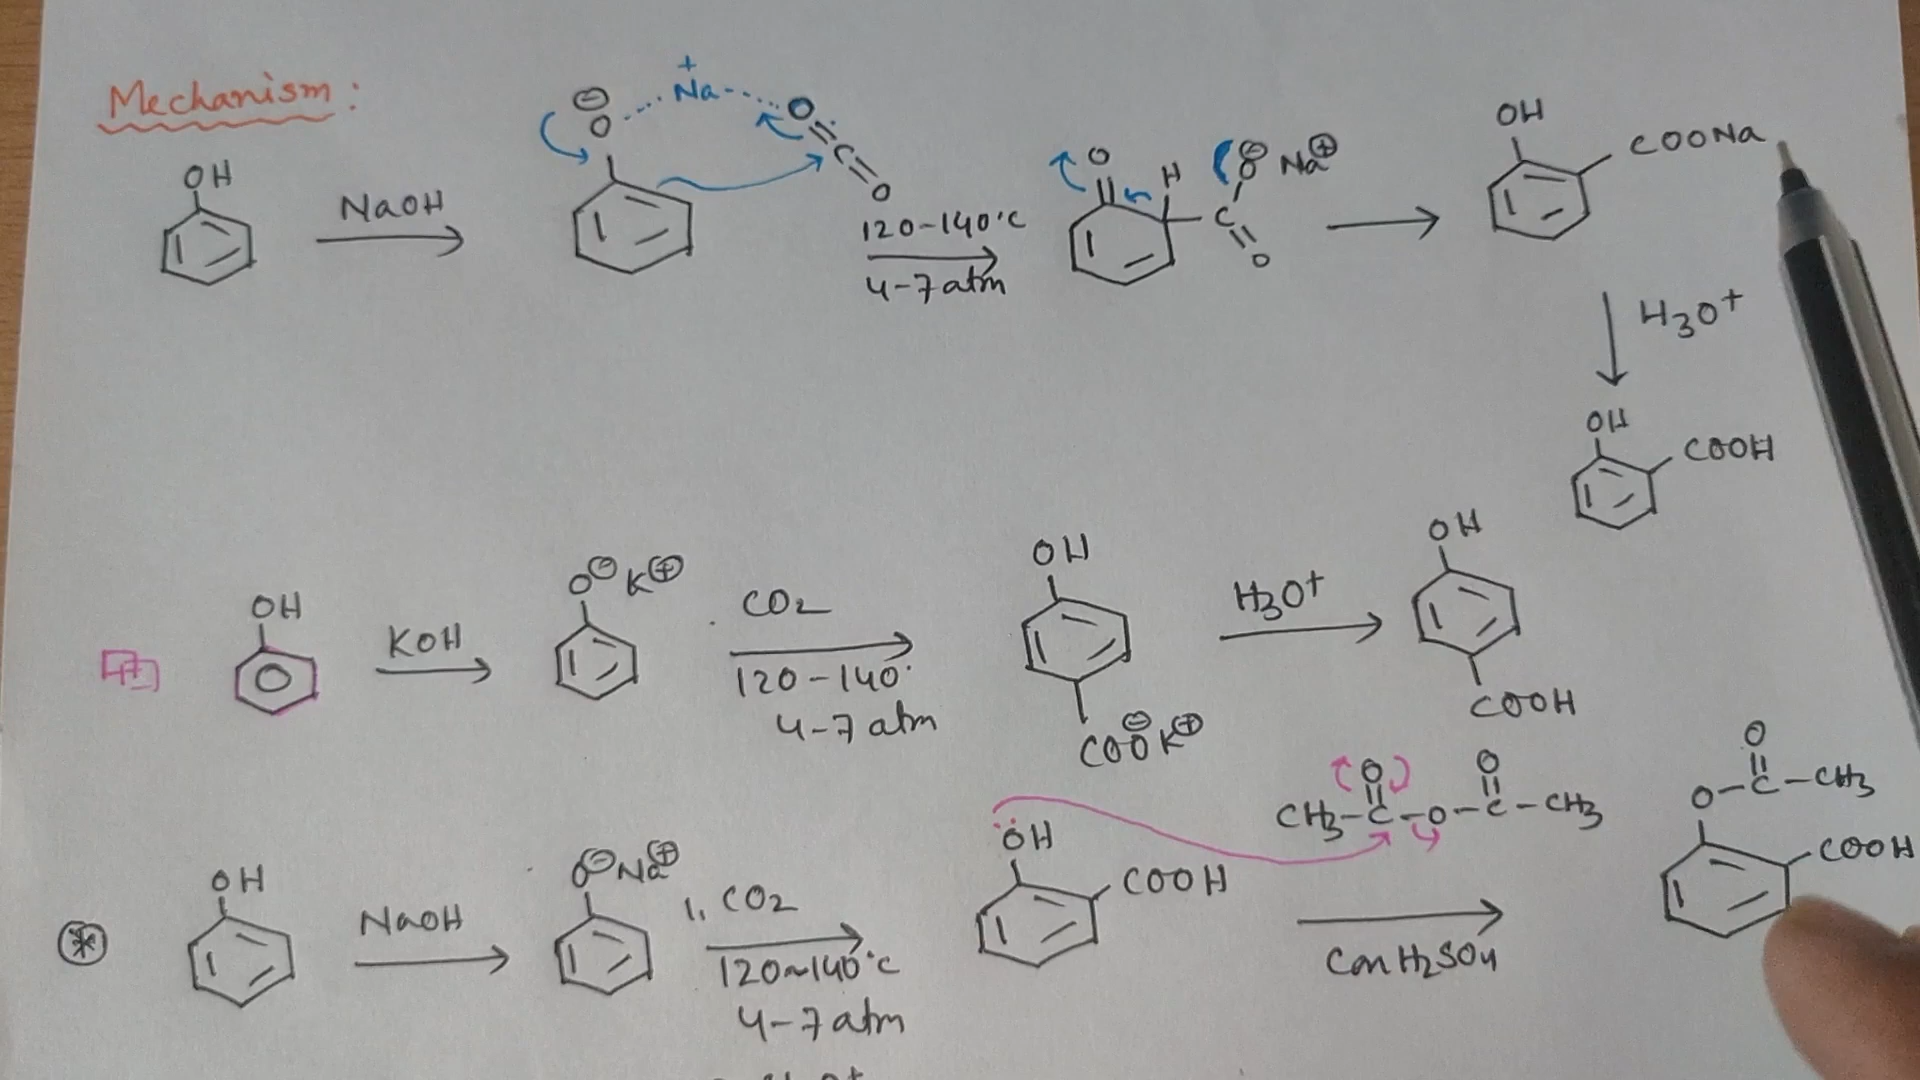 Mechanism :
OH
NaOH
⊖
O
+
Na
O=C=O
120-140°C
4-7 atm
O
H
C
O
⊖
O
Na⊕
OH
COONa
H3O+
OH
COOH
OH
KOH
O⊖ K⊕
CO2
120-140°
4-7 atm
OH
COO⊖K⊕
H3O+
OH
COOH
OH
NaOH
O⊖Na⊕
1, CO2
120~140°C
4-7 atm
ÖH
COOH
O
O
CH3-C-O-C-CH3
Con H2SO4
O
O-C-CH3
COOH